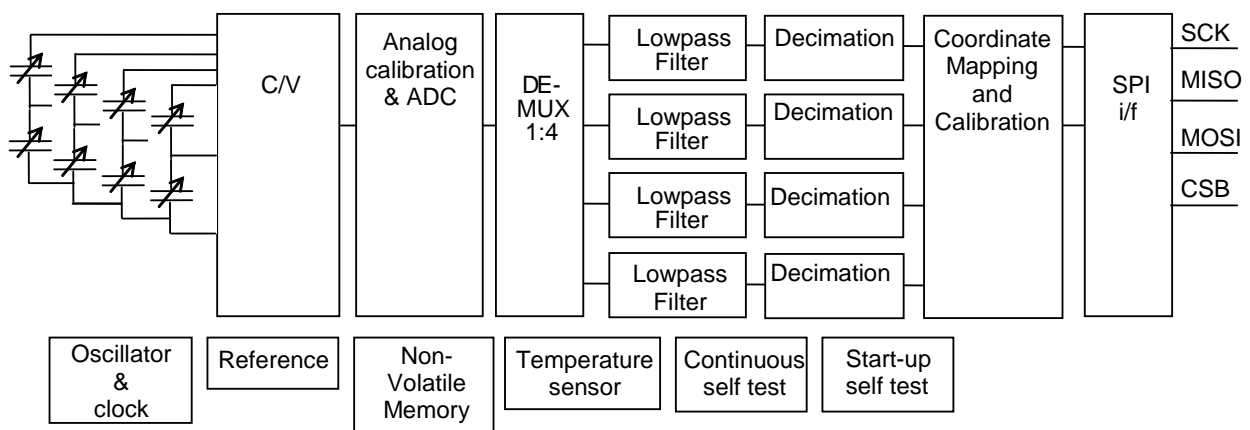 C/V
Analog
calibration
& ADC
DE-
MUX
1:4
Lowpass
Filter
Decimation
Lowpass
Filter
Decimation
Lowpass
Filter
Decimation
Lowpass
Filter
Decimation
Coordinate
Mapping
and
Calibration
SPI
i/f
SCK
MISO
MOSI
CSB
Oscillator
&
clock
Reference
Non-
Volatile
Memory
Temperature
sensor
Continuous
self test
Start-up
self test